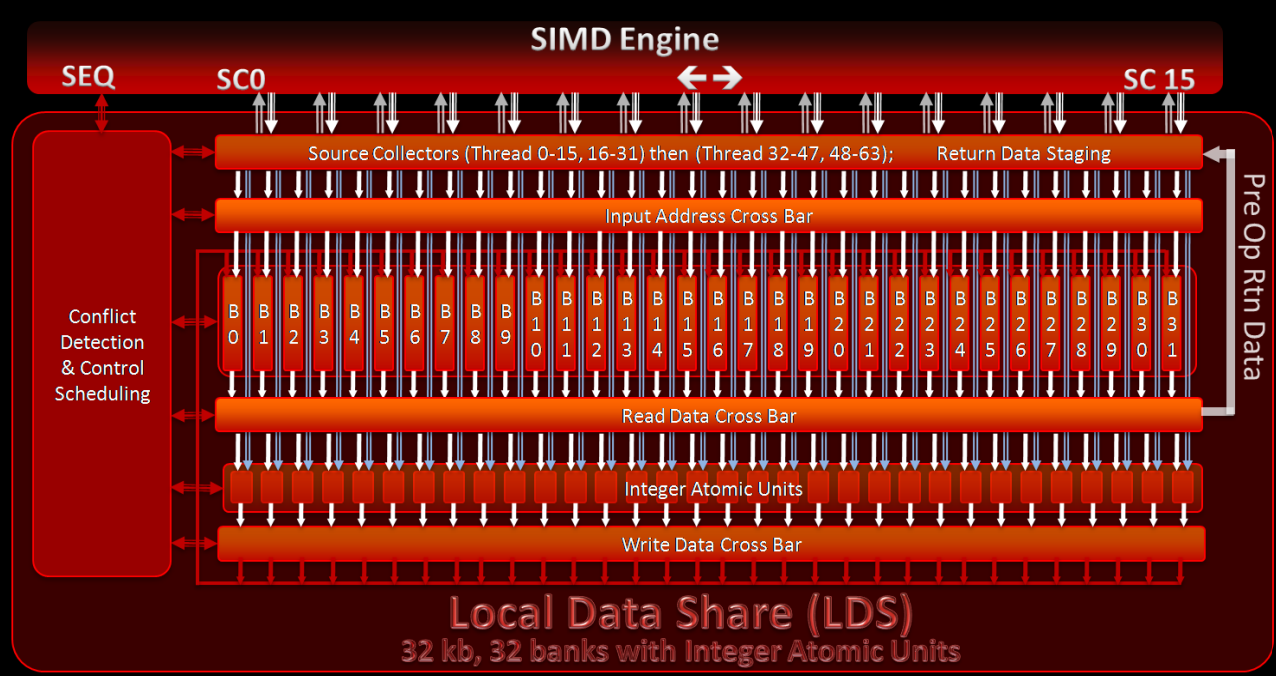 SIMD Engine
SEQ
SC0
SC 15
Source Collectors (Thread 0-15, 16-31) then (Thread 32-47, 48-63);
Return Data Staging
Pre Op Rtn Data
Input Address Cross Bar
Conflict
Detection
& Control
Scheduling
B0
B1
B2
B3
B4
B5
B6
B7
B8
B9
B10
B11
B12
B13
B14
B15
B16
B17
B18
B19
B20
B21
B22
B23
B24
B25
B26
B27
B28
B29
B30
B31
Read Data Cross Bar
Integer Atomic Units
Write Data Cross Bar
Local Data Share (LDS)
32 kb, 32 banks with Integer Atomic Units